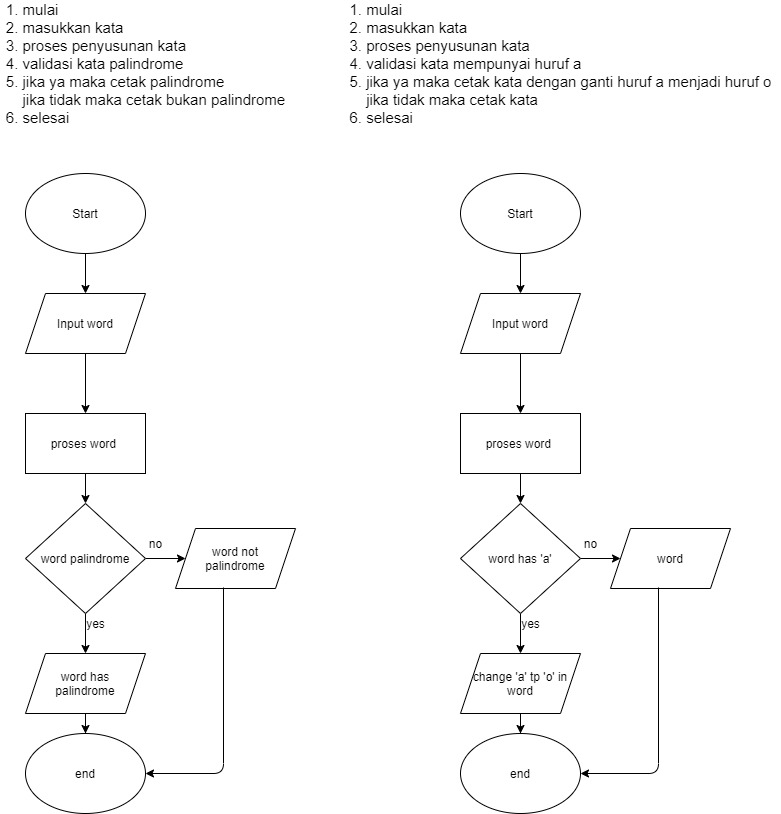 1. mulai
2. masukkan kata
3. proses penyusunan kata
4. validasi kata palindrome
5. jika ya maka cetak palindrome
jika tidak maka cetak bukan palindrome
6. selesai
1. mulai
2. masukkan kata
3. proses penyusunan kata
4. validasi kata mempunyai huruf a
5. jika ya maka cetak kata dengan ganti huruf a menjadi huruf o
jika tidak maka cetak kata
6. selesai
Start
Input word
proses word
word palindrome
no
word not
palindrome
yes
word has
palindrome
end
Start
Input word
proses word
word has 'a'
no
word
yes
change 'a' tp 'o' in
word
end